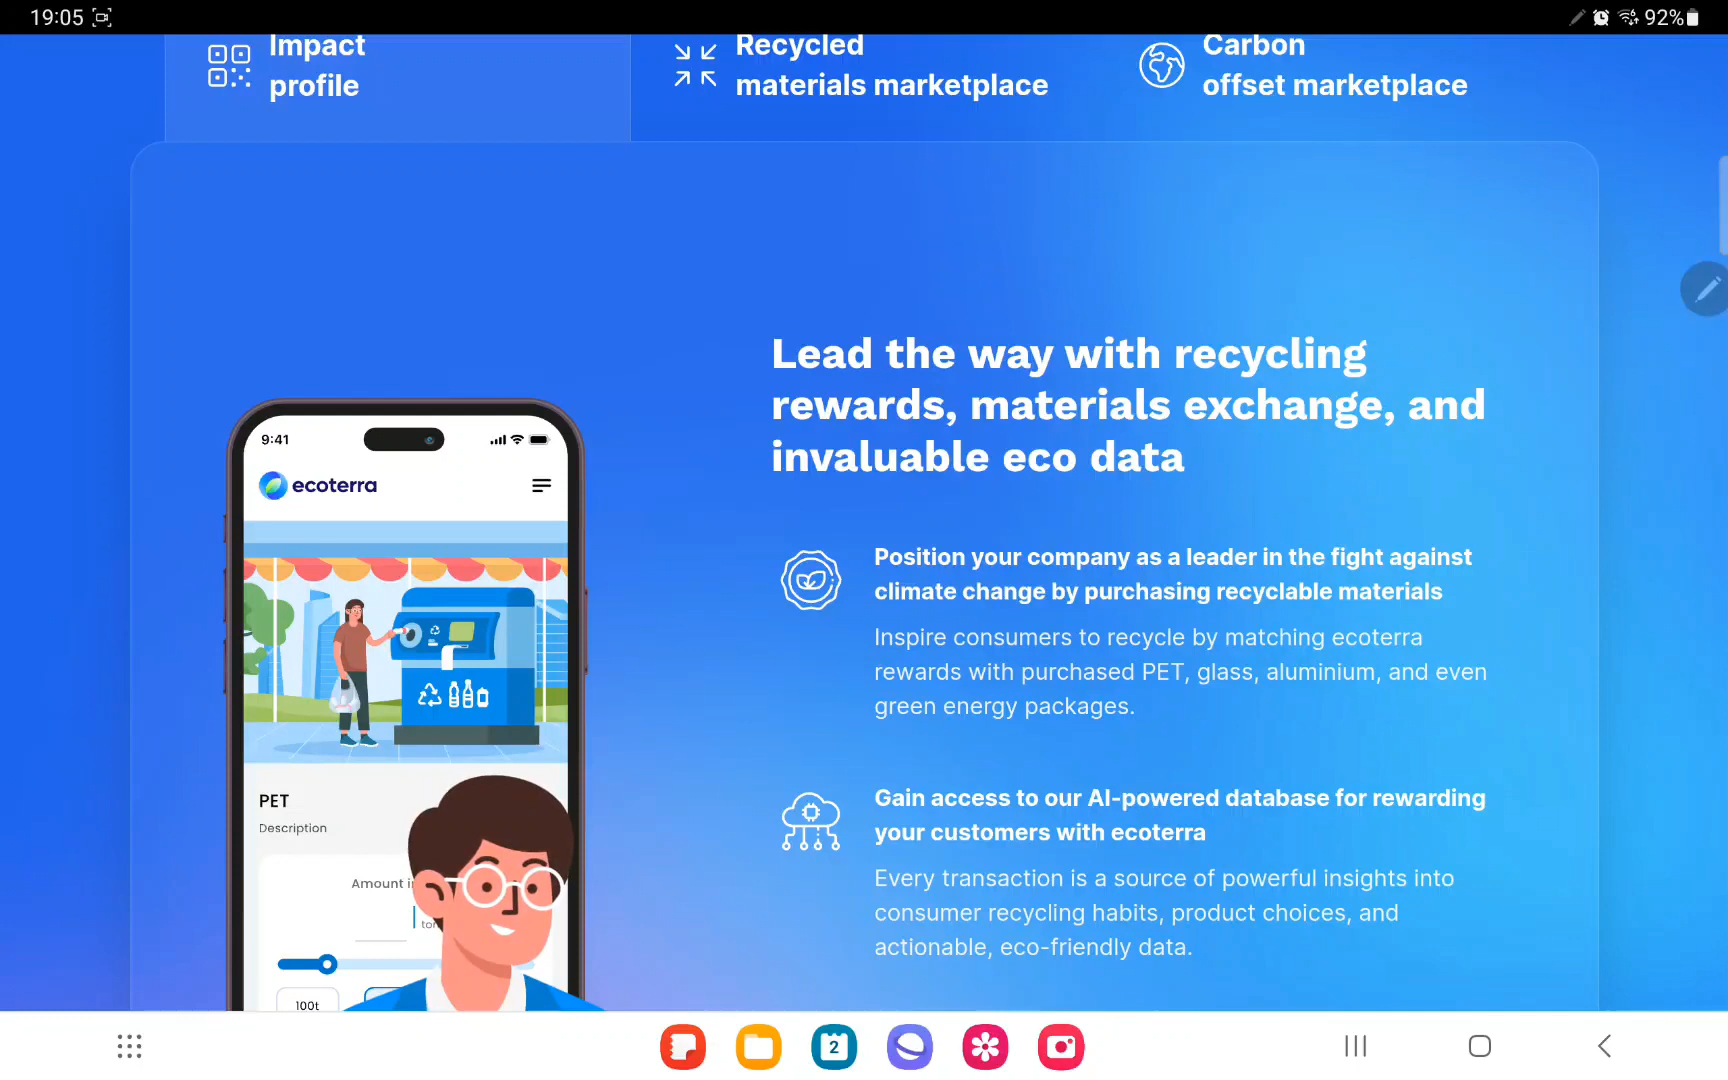 19:05
92%
Impact
profile
Recycled
materials marketplace
Carbon
offset marketplace
Lead the way with recycling
rewards, materials exchange, and
invaluable eco data
Position your company as a leader in the fight against
climate change by purchasing recyclable materials
Inspire consumers to recycle by matching ecoterra
rewards with purchased PET, glass, aluminium, and even
green energy packages.
Gain access to our AI-powered database for rewarding
your customers with ecoterra
Every transaction is a source of powerful insights into
consumer recycling habits, product choices, and
actionable, eco-friendly data.
9:41
ecoterra
PET
Description
Amount
100t
2